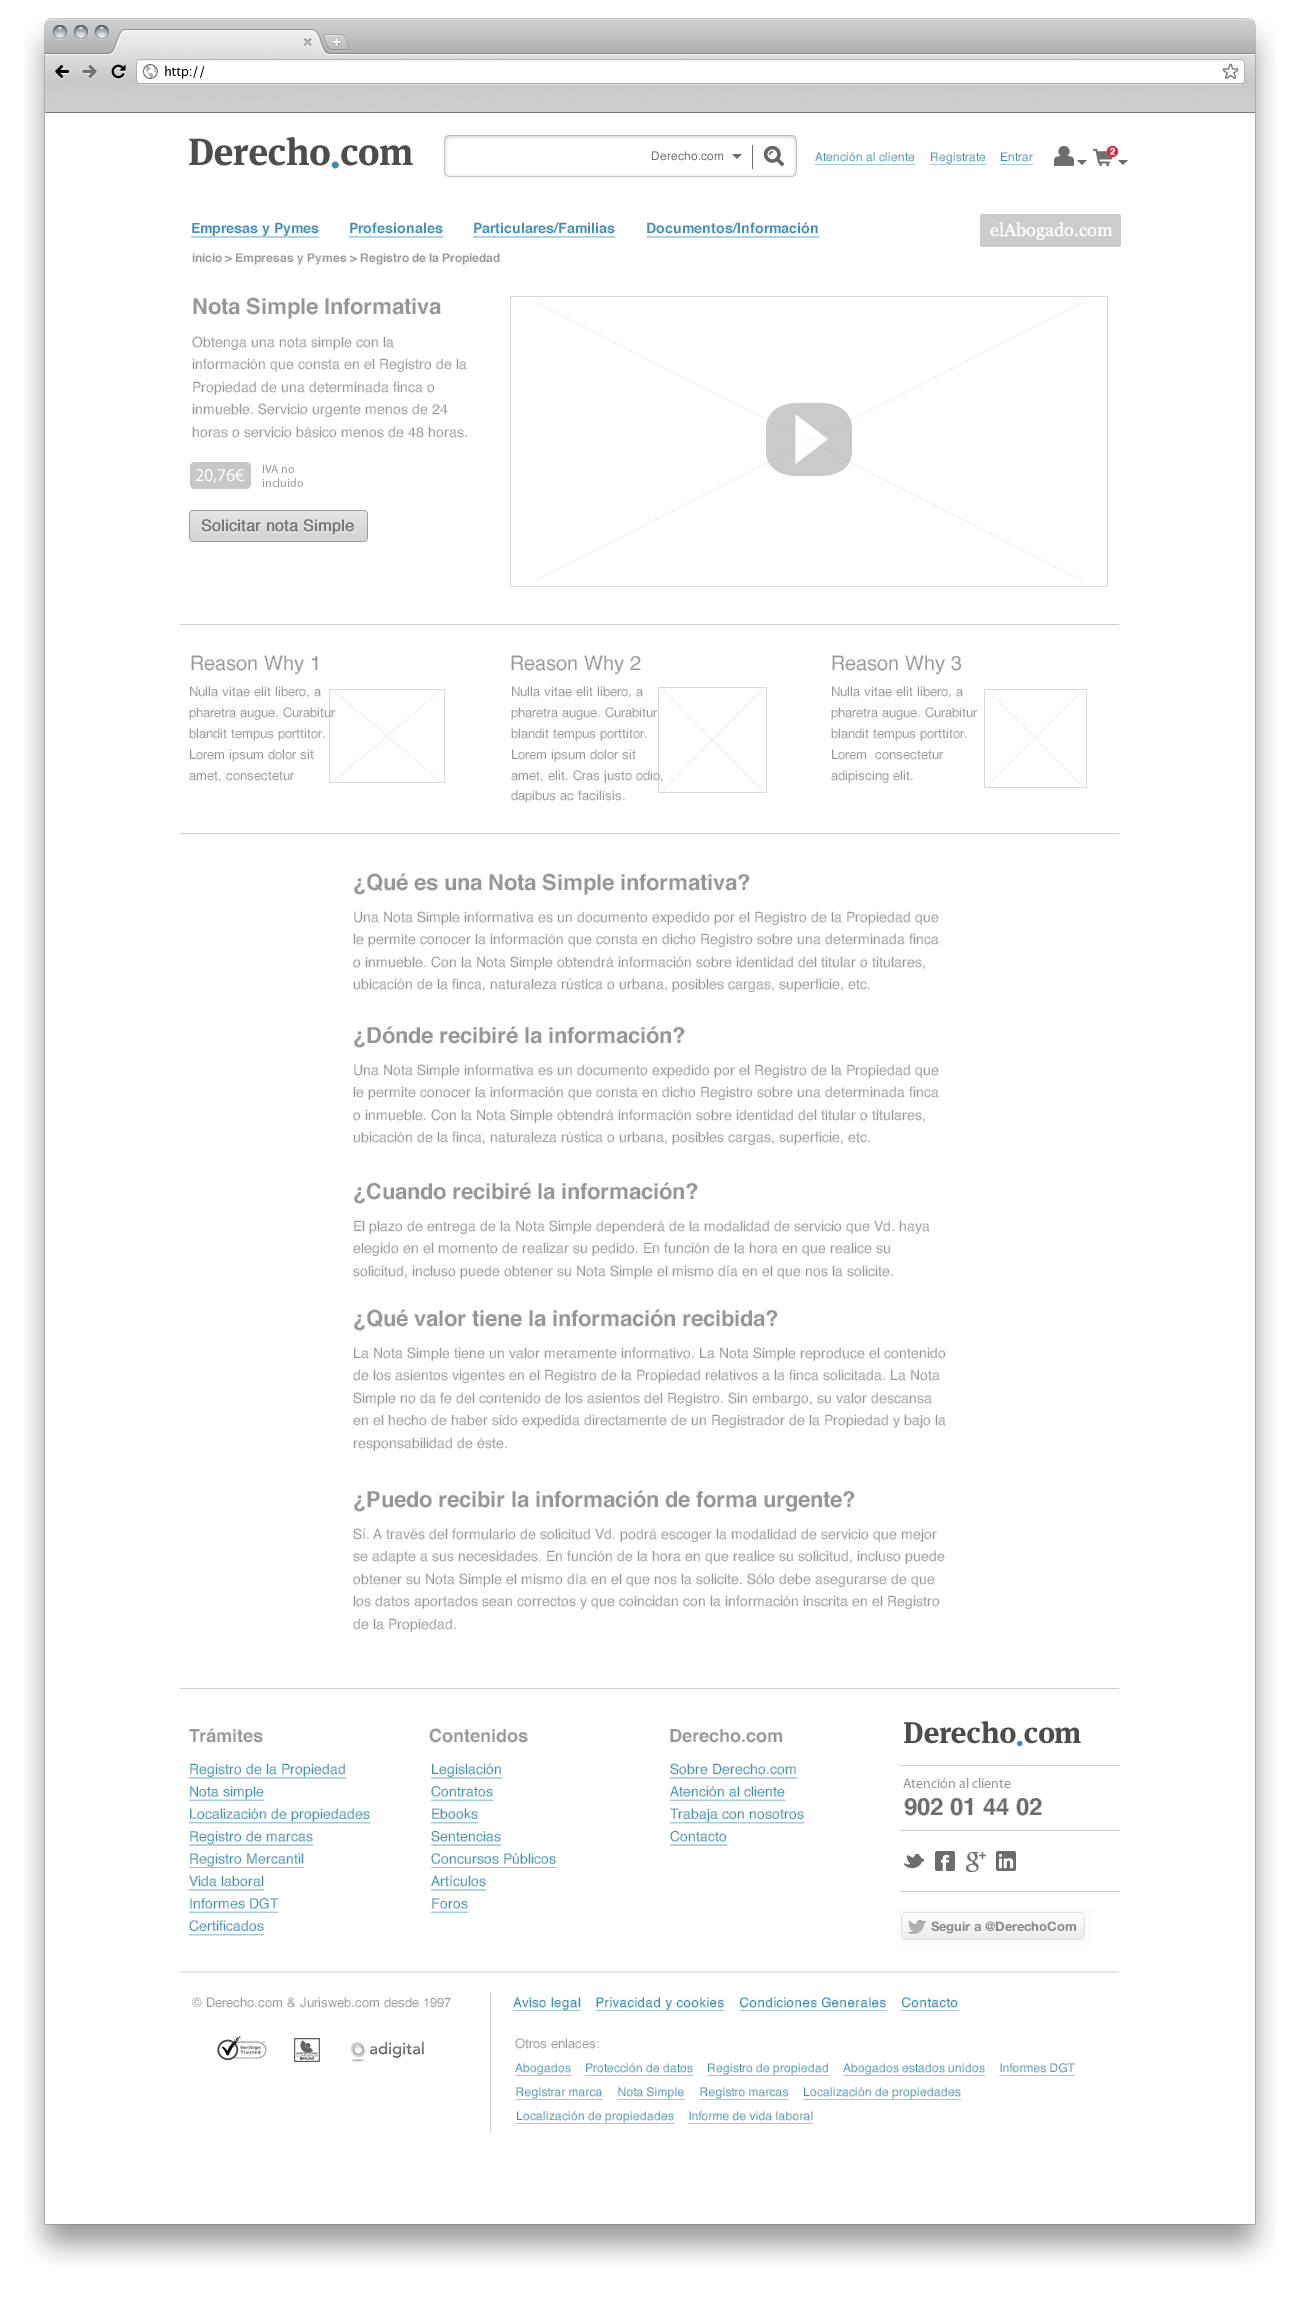 http://
Derecho.com
Derecho.com
Atención al cliente Registrate Entrar
2
Empresas y Pymes Profesionales Particulares/Familias Documentos/Información
elAbogado.com
inicio > Empresas y Pymes > Registro de la Propiedad
Nota Simple Informativa
Obtenga una nota simple con la
información que consta en el Registro de la
Propiedad de una determinada finca o
inmueble. Servicio urgente menos de 24
horas o servicio básico menos de 48 horas.
20,76€
IVA no
incluido
Solicitar nota Simple
Reason Why 1
Nulla vitae elit libero, a
pharetra augue. Curabitur
blandit tempus porttitor.
Lorem ipsum dolor sit
amet, consectetur
Reason Why 2
Nulla vitae elit libero, a
pharetra augue. Curabitur
blandit tempus porttitor.
Lorem ipsum dolor sit
amet, elit. Cras justo odio,
dapibus ac facilisis.
Reason Why 3
Nulla vitae elit libero, a
pharetra augue. Curabitur
blandit tempus porttitor.
Lorem consectetur
adipiscing elit.
¿Qué es una Nota Simple informativa?
Una Nota Simple informativa es un documento expedido por el Registro de la Propiedad que
le permite conocer la información que consta en dicho Registro sobre una determinada finca
o inmueble. Con la Nota Simple obtendrá información sobre identidad del titular o titulares,
ubicación de la finca, naturaleza rústica o urbana, posibles cargas, superficie, etc.
¿Dónde recibiré la información?
Una Nota Simple informativa es un documento expedido por el Registro de la Propiedad que
le permite conocer la información que consta en dicho Registro sobre una determinada finca
o inmueble. Con la Nota Simple obtendrá información sobre identidad del titular o titulares,
ubicación de la finca, naturaleza rústica o urbana, posibles cargas, superficie, etc.
¿Cuando recibiré la información?
El plazo de entrega de la Nota Simple dependerá de la modalidad de servicio que Vd. haya
elegido en el momento de realizar su pedido. En función de la hora en que realice su
solicitud, incluso puede obtener su Nota Simple el mismo día en el que nos la solicite.
¿Qué valor tiene la información recibida?
La Nota Simple tiene un valor meramente informativo. La Nota Simple reproduce el contenido
de los asientos vigentes en el Registro de la Propiedad relativos a la finca solicitada. La Nota
Simple no da fe del contenido de los asientos del Registro. Sin embargo, su valor descansa
en el hecho de haber sido expedida directamente de un Registrador de la Propiedad y bajo la
responsabilidad de éste.
¿Puedo recibir la información de forma urgente?
Sí. A través del formulario de solicitud Vd. podrá escoger la modalidad de servicio que mejor
se adapte a sus necesidades. En función de la hora en que realice su solicitud, incluso puede
obtener su Nota Simple el mismo día en el que nos la solicite. Sólo debe asegurarse de que
los datos aportados sean correctos y que coincidan con la información inscrita en el Registro
de la Propiedad.
Trámites
Registro de la Propiedad
Nota simple
Localización de propiedades
Registro de marcas
Registro Mercantil
Vida laboral
Informes DGT
Certificados
Contenidos
Legislación
Contratos
Ebooks
Sentencias
Concursos Públicos
Artículos
Foros
Derecho.com
Sobre Derecho.com
Atención al cliente
Trabaja con nosotros
Contacto
Derecho.com
Atención al cliente
902 01 44 02
Seguir a @DerechoCom
© Derecho.com & Jurisweb.com desde 1997
VeriSign
Trusted
adigital
Aviso legal Privacidad y cookies Condiciones Generales Contacto
Otros enlaces:
Abogados Protección de datos Registro de propiedad Abogados estados unidos Informes DGT
Registrar marca Nota Simple Registro marcas Localización de propiedades
Localización de propiedades Informe de vida laboral